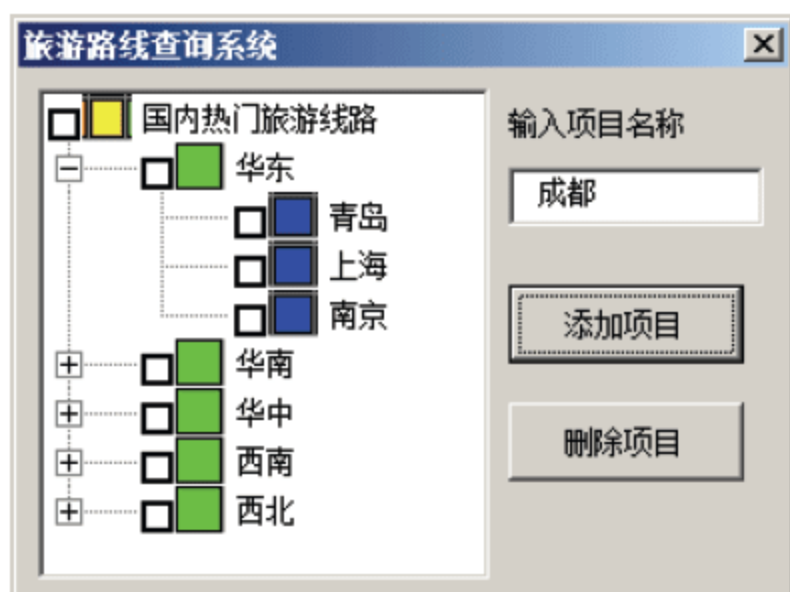 旅游路线查询系统
国内热门旅游线路
华东
青岛
上海
南京
华南
华中
西南
西北
输入项目名称
成都
添加项目
删除项目